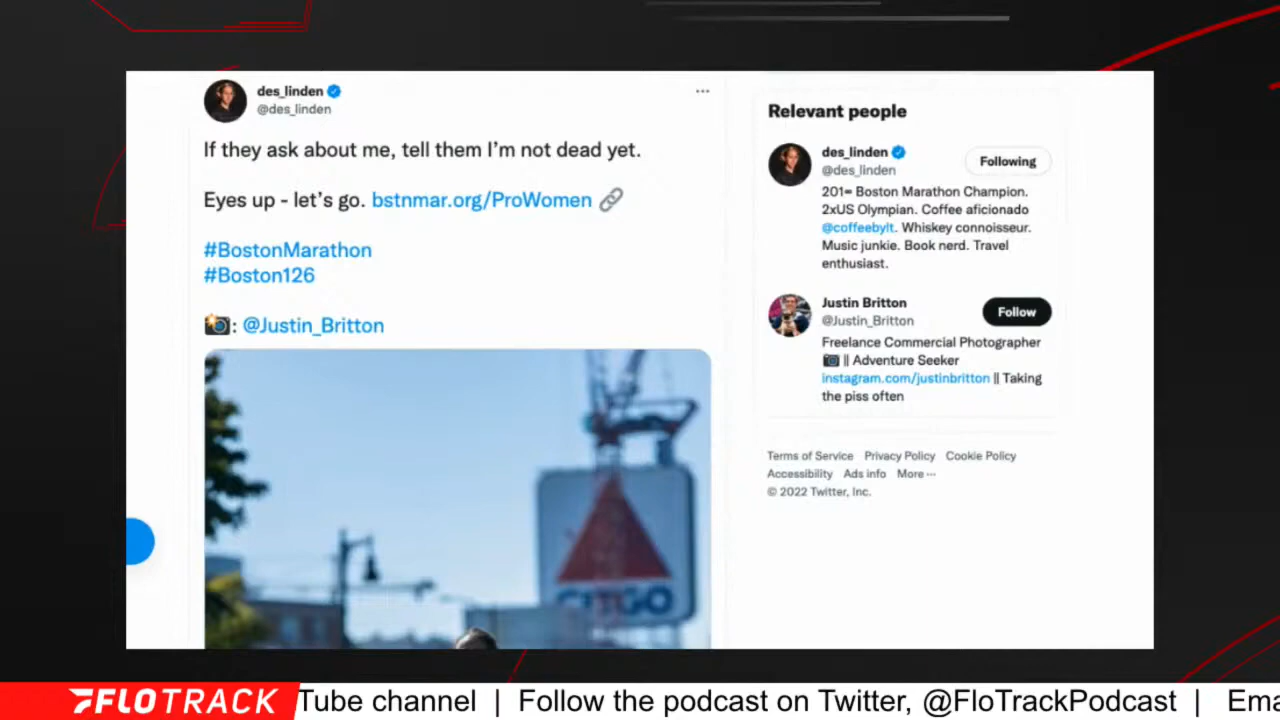 des_linden
@des_linden
If they ask about me, tell them I'm not dead yet.
Eyes up - let's go. bstnmar.org/ProWomen
#BostonMarathon
#Boston126
: @Justin_Britton
CITGO
Relevant people
des_linden
@des_linden
Following
201= Boston Marathon Champion.
2xUS Olympian. Coffee aficionado
@coffeebylt. Whiskey connoisseur.
Music junkie. Book nerd. Travel
enthusiast.
Justin Britton
@Justin_Britton
Follow
Freelance Commercial Photographer
|| Adventure Seeker
instagram.com/justinbritton || Taking
the piss often
Terms of Service Privacy Policy Cookie Policy
Accessibility Ads info More ···
© 2022 Twitter, Inc.
FLOTRACK
Tube channel | Follow the podcast on Twitter, @FloTrackPodcast | Ema